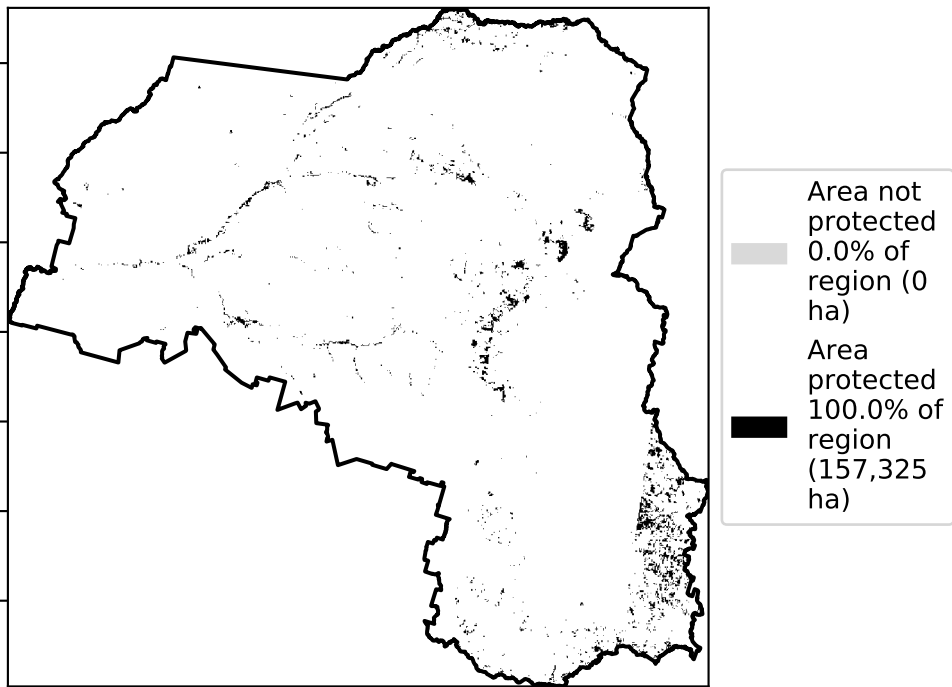 Area not
protected
0.0% of
region (0
ha)
Area
protected
100.0% of
region
(157,325
ha)